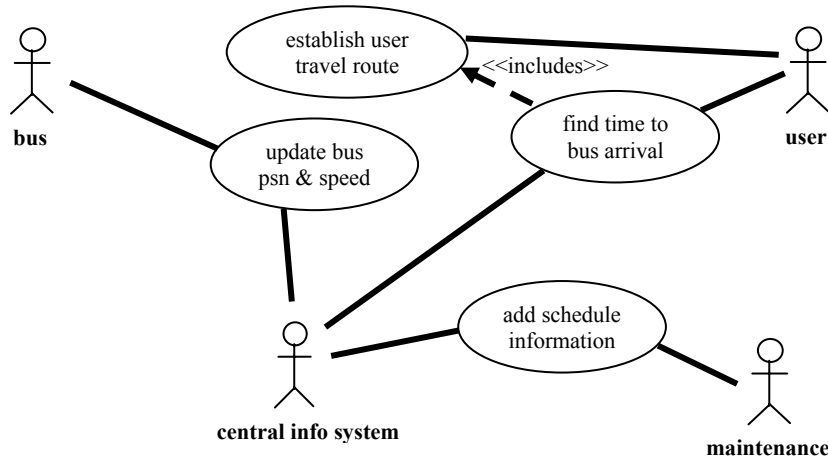 establish user
travel route
<<includes>>
bus
user
find time to
bus arrival
update bus
psn & speed
add schedule
information
central info system
maintenance